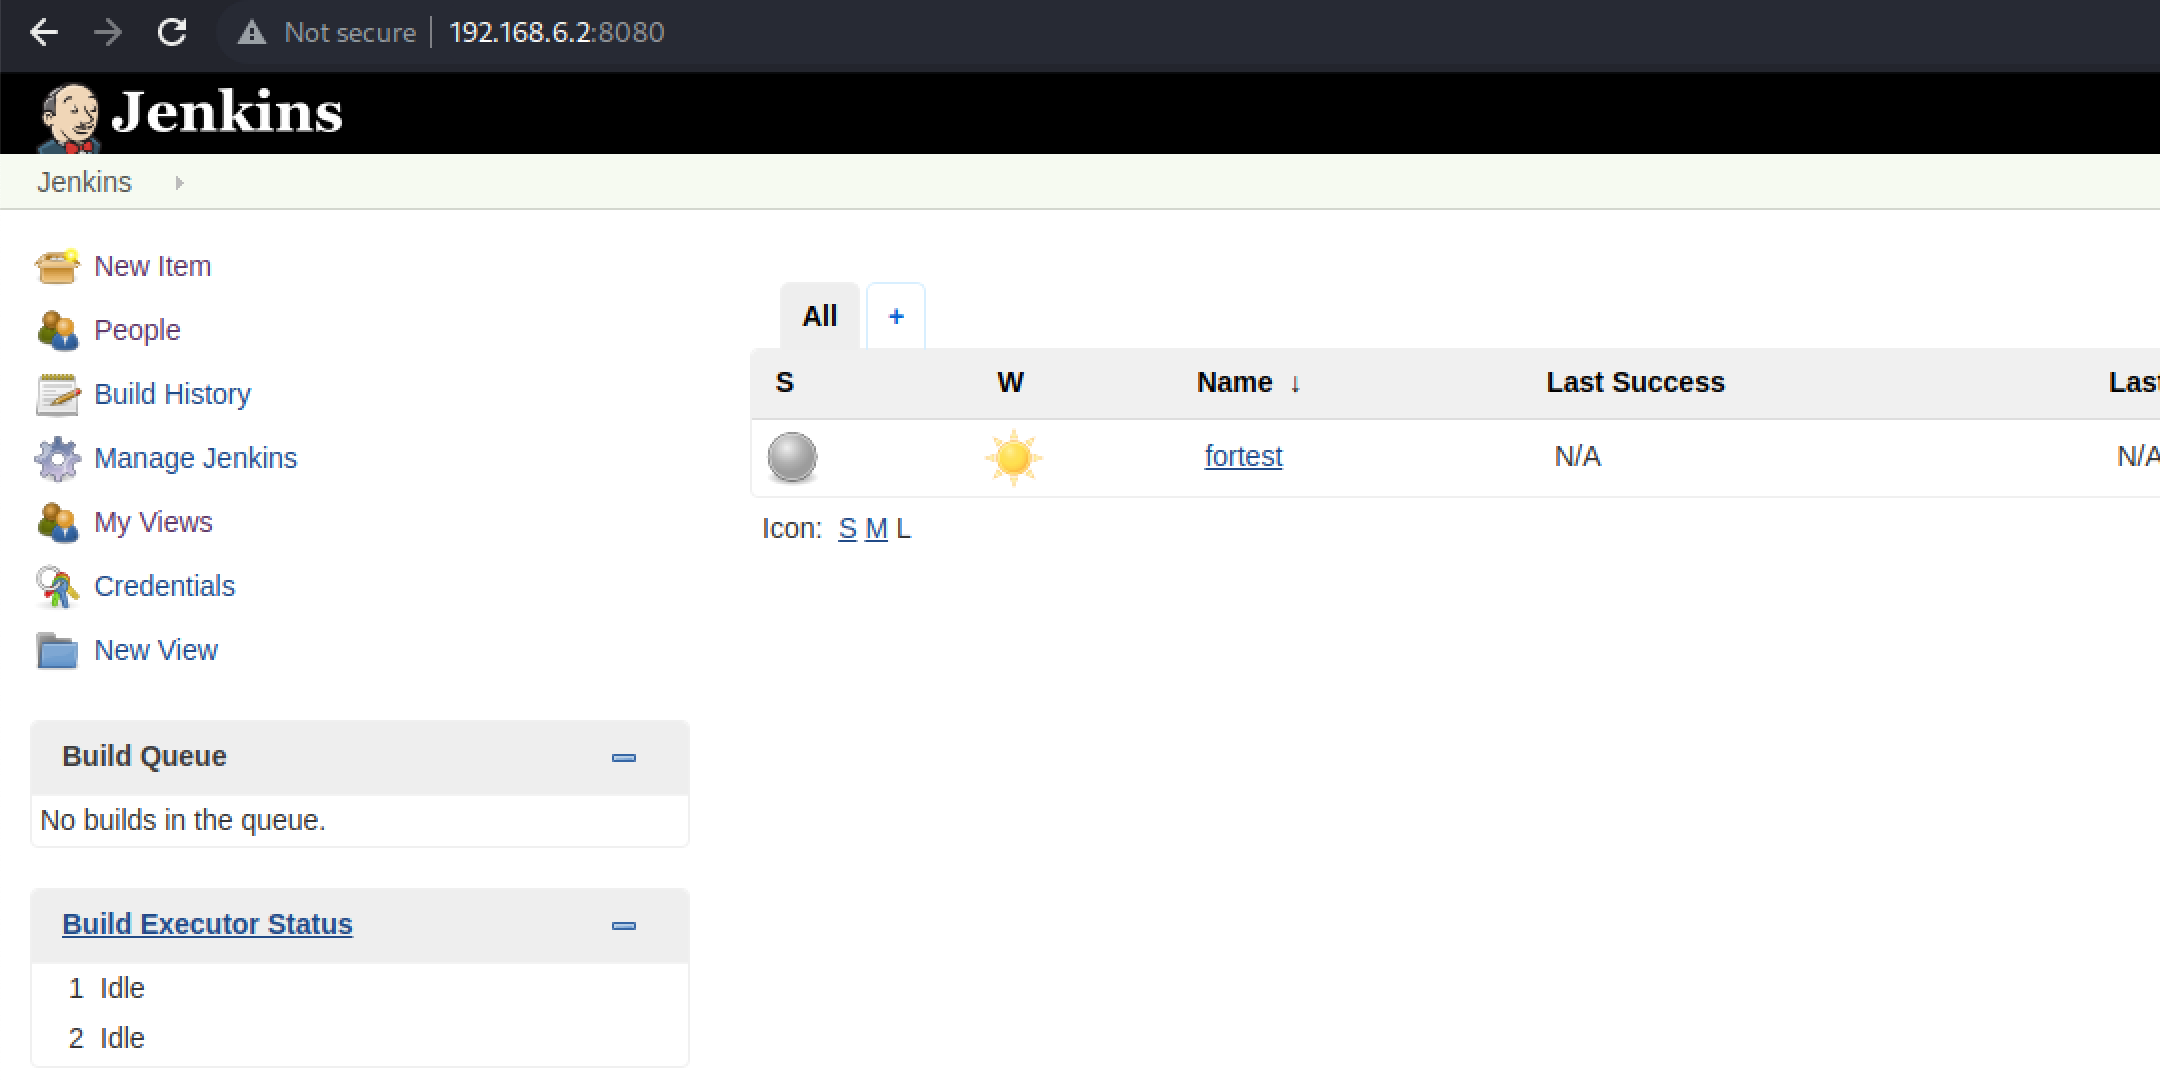 Not secure 192.168.6.2:8080
Jenkins
Jenkins
New Item
People
Build History
Manage Jenkins
My Views
Credentials
New View
Build Queue
No builds in the queue.
Build Executor Status
1 Idle
2 Idle
All +
S W Name ↓ Last Success Last
fortest N/A N/A
Icon: S M L